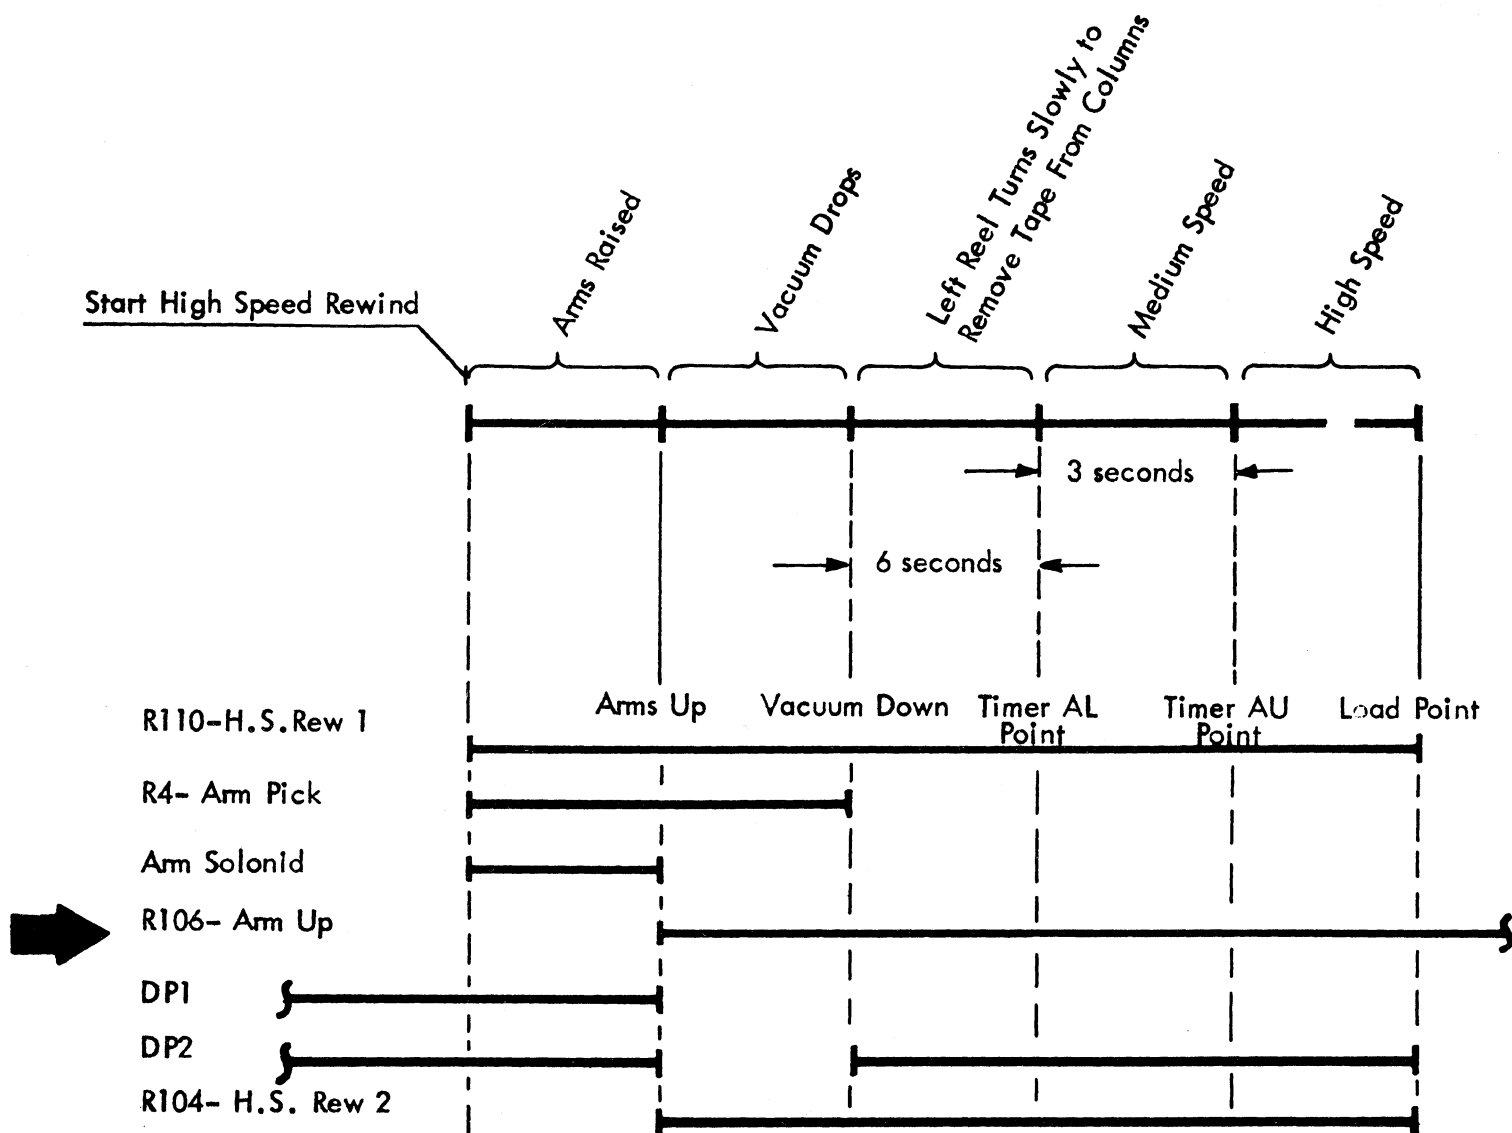 Left Reel Turns Slowly to
Remove Tape From Columns
Arms Raised
Vacuum Drops
Medium Speed
High Speed
Start High Speed Rewind
3 seconds
6 seconds
Arms Up
Vacuum Down
Timer AL
Point
Timer AU
Point
Load Point
R110-H.S.Rew 1
R4- Arm Pick
Arm Solonid
R106- Arm Up
DP1
DP2
R104- H.S. Rew 2